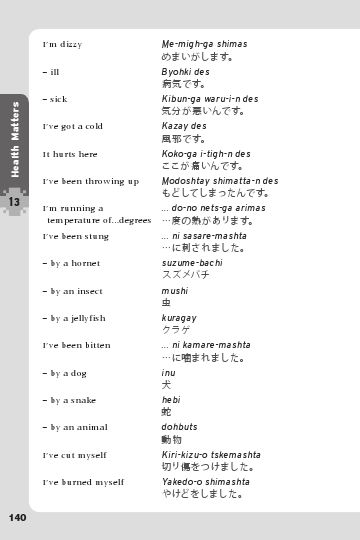 Health Matters
13
I'm dizzy
Me-migh-ga shimas
めまいがします。
– ill
Byohki des
病気です。
– sick
Kibun-ga waru-i-n des
気分が悪いんです。
I've got a cold
Kazay des
風邪です。
It hurts here
Koko-ga i-tigh-n des
ここが痛いんです。
I've been throwing up
Modoshtay shimatta-n des
もどしてしまったんです。
I'm running a
temperature of...degrees
... do-no nets-ga arimas
…度の熱があります。
I've been stung
... ni sasare-mashta
…に刺されました。
– by a hornet
suzume-bachi
スズメバチ
– by an insect
mushi
虫
– by a jellyfish
kuragay
クラゲ
I've been bitten
... ni kamare-mashta
…に噛まれました。
– by a dog
inu
犬
– by a snake
hebi
蛇
– by an animal
dohbuts
動物
I've cut myself
Kiri-kizu-o tskemashta
切り傷をつけました。
I've burned myself
Yakedo-o shimashta
やけどをしました。
140